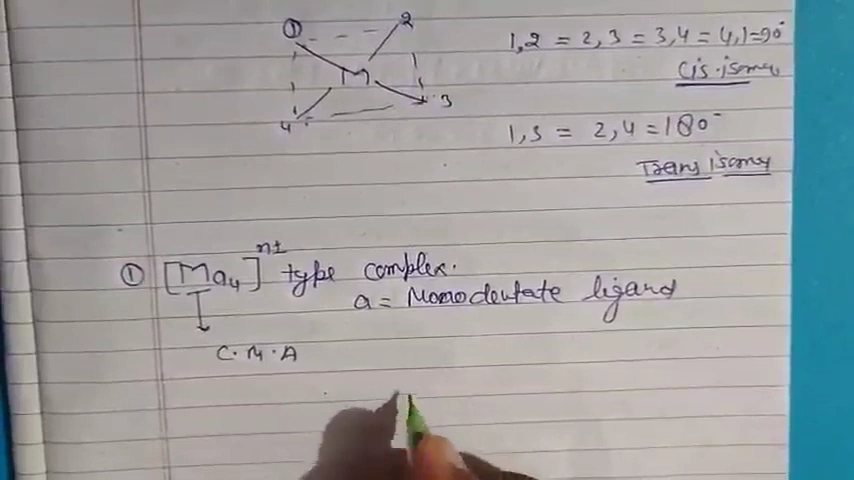 ① 2
1,2 = 2,3 = 3,4 = 4,1=90°
Cis-isomer
M
3
4
1,3 = 2,4 = 180°
Trans isomer
① [Ma4]n± type complex.
a = Monodentate ligand
C.M.A